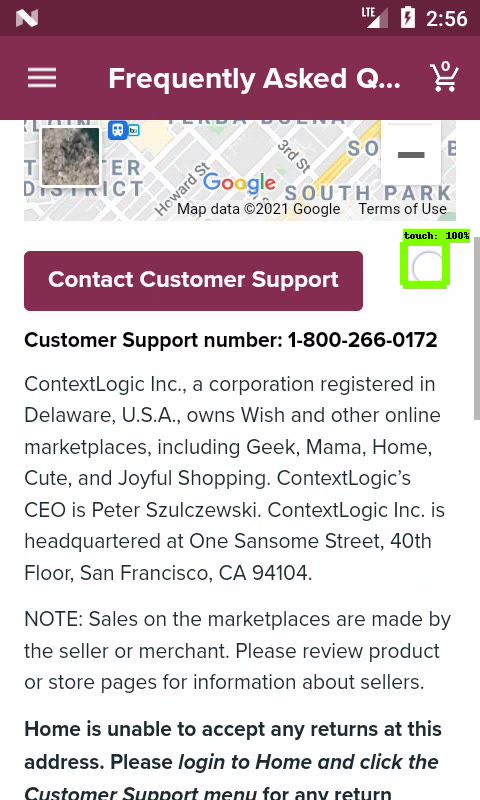 LTE 2:56
Frequently Asked Q... 0
YERBA BUENA
3rd St
SO
DISTRICT
Howard St
Google
SOUTH PARK
Map data ©2021 Google Terms of Use
touch: 100%
Contact Customer Support
Customer Support number: 1-800-266-0172
ContextLogic Inc., a corporation registered in
Delaware, U.S.A., owns Wish and other online
marketplaces, including Geek, Mama, Home,
Cute, and Joyful Shopping. ContextLogic’s
CEO is Peter Szulczewski. ContextLogic Inc. is
headquartered at One Sansome Street, 40th
Floor, San Francisco, CA 94104.
NOTE: Sales on the marketplaces are made by
the seller or merchant. Please review product
or store pages for information about sellers.
Home is unable to accept any returns at this
address. Please login to Home and click the
Customer Support menu for any return